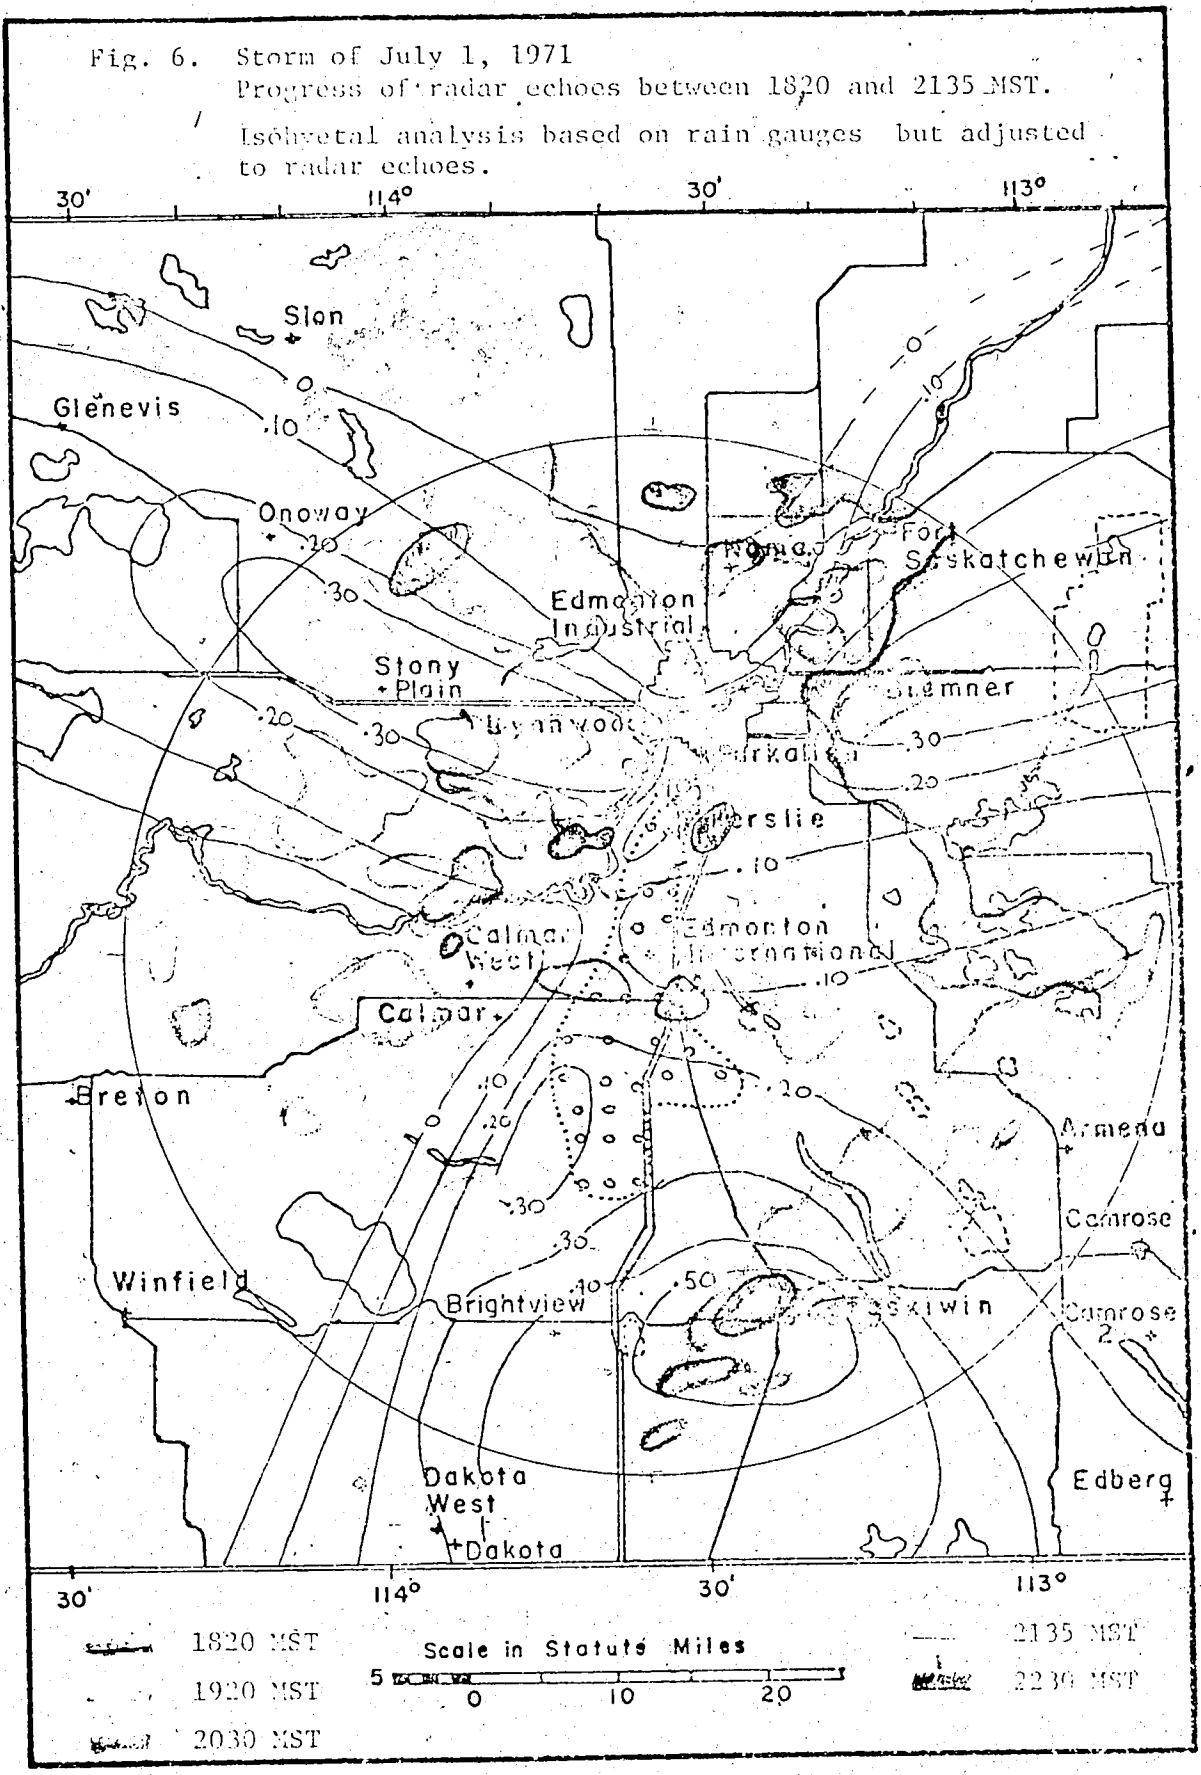 Fig. 6. Storm of July 1, 1971
Progress of radar echoes between 1820 and 2135 MST.
Isohyetal analysis based on rain gauges but adjusted
to radar echoes.
30' 114° 30' 113°
Sion
0
0
.10
Glenevis
.10
Onoway
.20
Namao
Fort
Saskatchewan
.30
Edmonton
Industrial
Stony
Plain
.20
.30
.30
.20
erslie
.10
Calmar
West
Edmonton
International
.10
Calmar
Breton
.10
.20
.20
0
Armena
.30
.30
Camrose
Winfield
.40
.50
Brightview
skiwin
Camrose
2
Dakota
West
Edberg
Dakota
30' 114° 30' 113°
1820 MST
Scale in Statute Miles
2135 MST
1920 MST
5 0 10 20
2230 MST
2030 MST